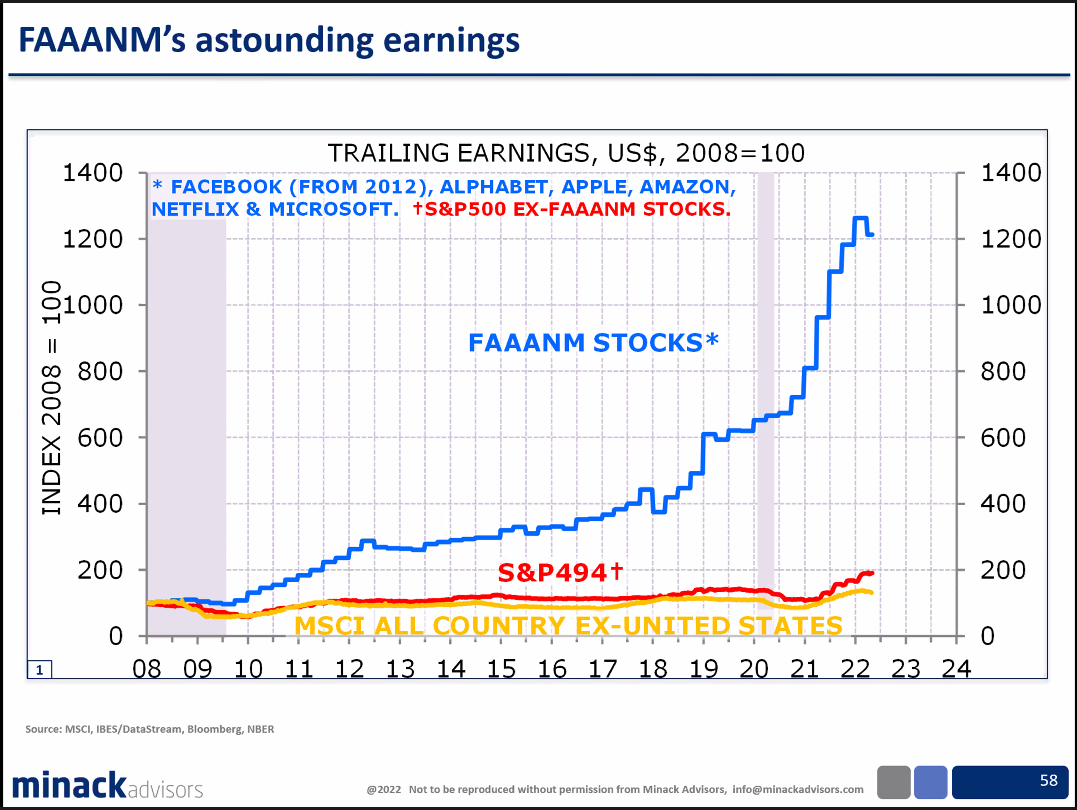 FAAANM’s astounding earnings
TRAILING EARNINGS, US$, 2008=100
* FACEBOOK (FROM 2012), ALPHABET, APPLE, AMAZON,
NETFLIX & MICROSOFT. †S&P500 EX-FAAANM STOCKS.
INDEX 2008 = 100
1400
1200
1000
800
600
400
200
0
1400
1200
1000
800
600
400
200
0
FAAANM STOCKS*
S&P494†
MSCI ALL COUNTRY EX-UNITED STATES
08 09 10 11 12 13 14 15 16 17 18 19 20 21 22 23 24
1
Source: MSCI, IBES/DataStream, Bloomberg, NBER
minackadvisors
@2022 Not to be reproduced without permission from Minack Advisors, info@minackadvisors.com
58